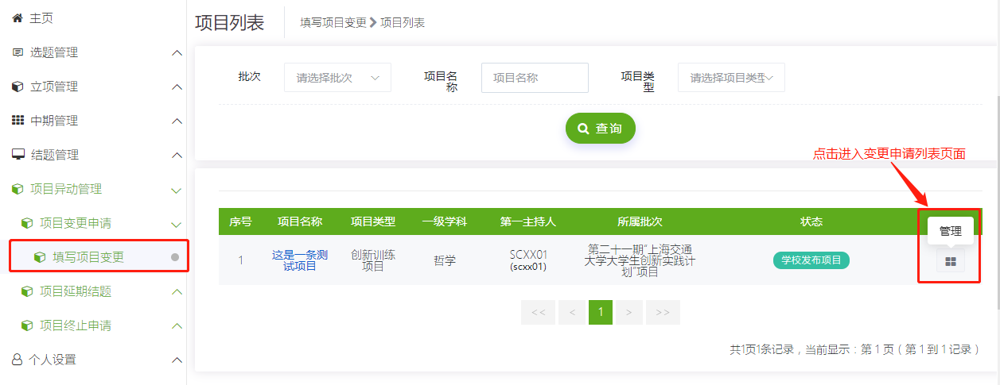 主页
选题管理
立项管理
中期管理
结题管理
项目异动管理
项目变更申请
填写项目变更
项目延期结题
项目终止申请
个人设置
项目列表
填写项目变更 项目列表
批次
请选择批次
项目名
称
项目名称
项目类
型
请选择项目类型
查询
点击进入变更申请列表页面
序号 项目名称 项目类型 一级学科 第一主持人 所属批次 状态
管理
1
这是一条测
试项目
创新训练
项目
哲学
SCXX01
(scxx01)
第二十一期"上海交通
大学大学生创新实践计
划"项目
学校发布项目
<< < 1 > >>
共1页1条记录，当前显示：第 1 页（ 第 1 到 1 记录 ）